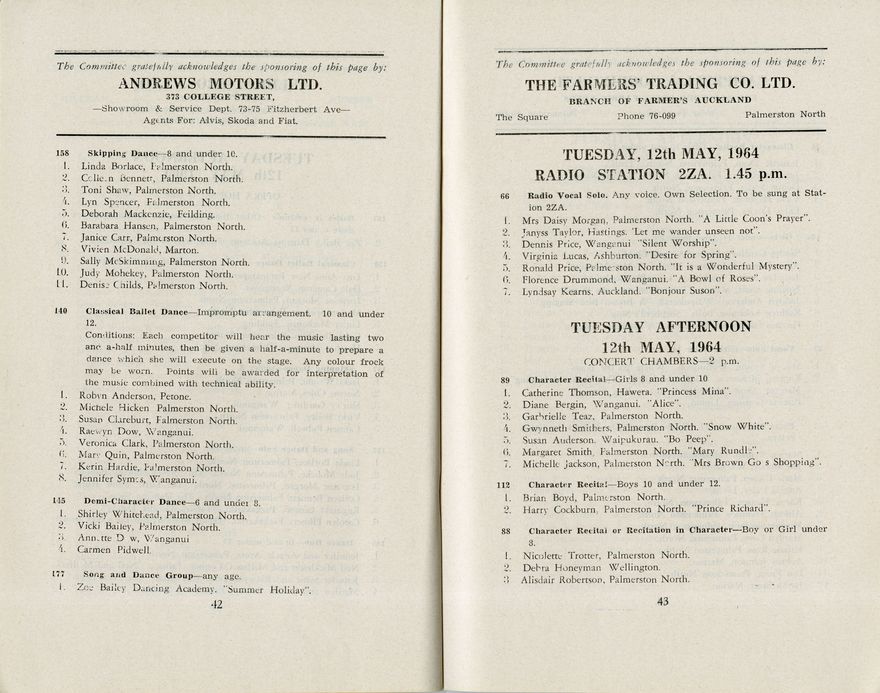 The Committee gratefully acknowledges the sponsoring of this page by:
ANDREWS MOTORS LTD.
373 COLLEGE STREET,
—Showroom & Service Dept. 73-75 Fitzherbert Ave—
Agents For: Alvis, Skoda and Fiat.
158 Skipping Dance—8 and under 10.
1. Linda Borlace, Palmerston North.
2. Colleen Bennett, Palmerston North.
3. Toni Shaw, Palmerston North.
4. Lyn Spencer, Palmerston North.
5. Deborah Mackenzie, Feilding.
6. Barabara Hansen, Palmerston North.
7. Janice Carr, Palmerston North.
8. Vivien McDonald, Marton.
9. Sally McSkimming, Palmerston North.
10. Judy Mohekey, Palmerston North.
11. Denise Childs, Palmerston North.
140 Classical Ballet Dance—Impromptu arrangement. 10 and under
12.
Conditions: Each competitor will hear the music lasting two
and a-half minutes, then be given a half-a-minute to prepare a
dance which she will execute on the stage. Any colour frock
may be worn. Points will be awarded for interpretation of
the music combined with technical ability.
1. Robyn Anderson, Petone.
2. Michele Hicken Palmerston North.
3. Susan Clareburt, Palmerston North.
4. Raewyn Dow, Wanganui.
5. Veronica Clark, Palmerston North.
6. Mary Quin, Palmerston North.
7. Kerin Hardie, Palmerston North.
8. Jennifer Symes, Wanganui.
145 Demi-Character Dance—6 and under 8.
1. Shirley Whitehead, Palmerston North.
2. Vicki Bailey, Palmerston North.
3. Annette Dow, Wanganui
4. Carmen Pidwell.
177 Song and Dance Group—any age.
1. Zoe Bailey Dancing Academy. "Summer Holiday".
42
The Committee gratefully acknowledges the sponsoring of this page by:
THE FARMERS' TRADING CO. LTD.
BRANCH OF FARMER'S AUCKLAND
The Square Phone 76-099 Palmerston North
TUESDAY, 12th MAY, 1964
RADIO STATION 2ZA. 1.45 p.m.
66 Radio Vocal Solo. Any voice. Own Selection. To be sung at Stat-
ion 2ZA.
1. Mrs Daisy Morgan, Palmerston North. "A Little Coon's Prayer".
2. Janyss Taylor, Hastings. "Let me wander unseen not".
3. Dennis Price, Wanganui "Silent Worship".
4. Virginia Lucas, Ashburton. "Desire for Spring".
5. Ronald Price, Palmerston North. "It is a Wonderful Mystery".
6. Florence Drummond, Wanganui. "A Bowl of Roses".
7. Lyndsay Kearns, Auckland. "Bonjour Suson".
TUESDAY AFTERNOON
12th MAY, 1964
CONCERT CHAMBERS—2 p.m.
89 Character Recital—Girls 8 and under 10
1. Catherine Thomson, Hawera. "Princess Mina".
2. Diane Bergin, Wanganui. "Alice".
3. Garbrielle Teaz, Palmerston North.
4. Gwynneth Smithers, Palmerston North. "Snow White".
5. Susan Anderson. Waipukurau. "Bo Peep".
6. Margaret Smith, Palmerston North. "Mary Rundle".
7. Michelle Jackson, Palmerston North. "Mrs Brown Goes Shopping".
112 Character Recital—Boys 10 and under 12.
1. Brian Boyd, Palmerston North.
2. Harry Cockburn, Palmerston North. "Prince Richard".
88 Character Recital or Recitation in Character—Boy or Girl under
8.
1. Nicolette Trotter, Palmerston North.
2. Debra Honeyman Wellington.
3 Alisdair Robertson, Palmerston North.
43